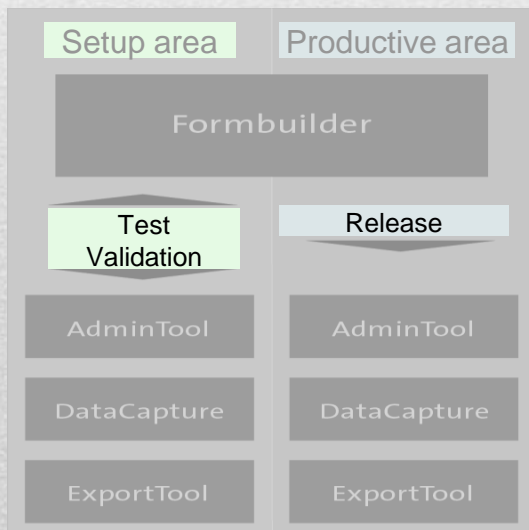 Setup area
Productive area
Formbuilder
Test
Validation
Release
AdminTool
AdminTool
DataCapture
DataCapture
ExportTool
ExportTool